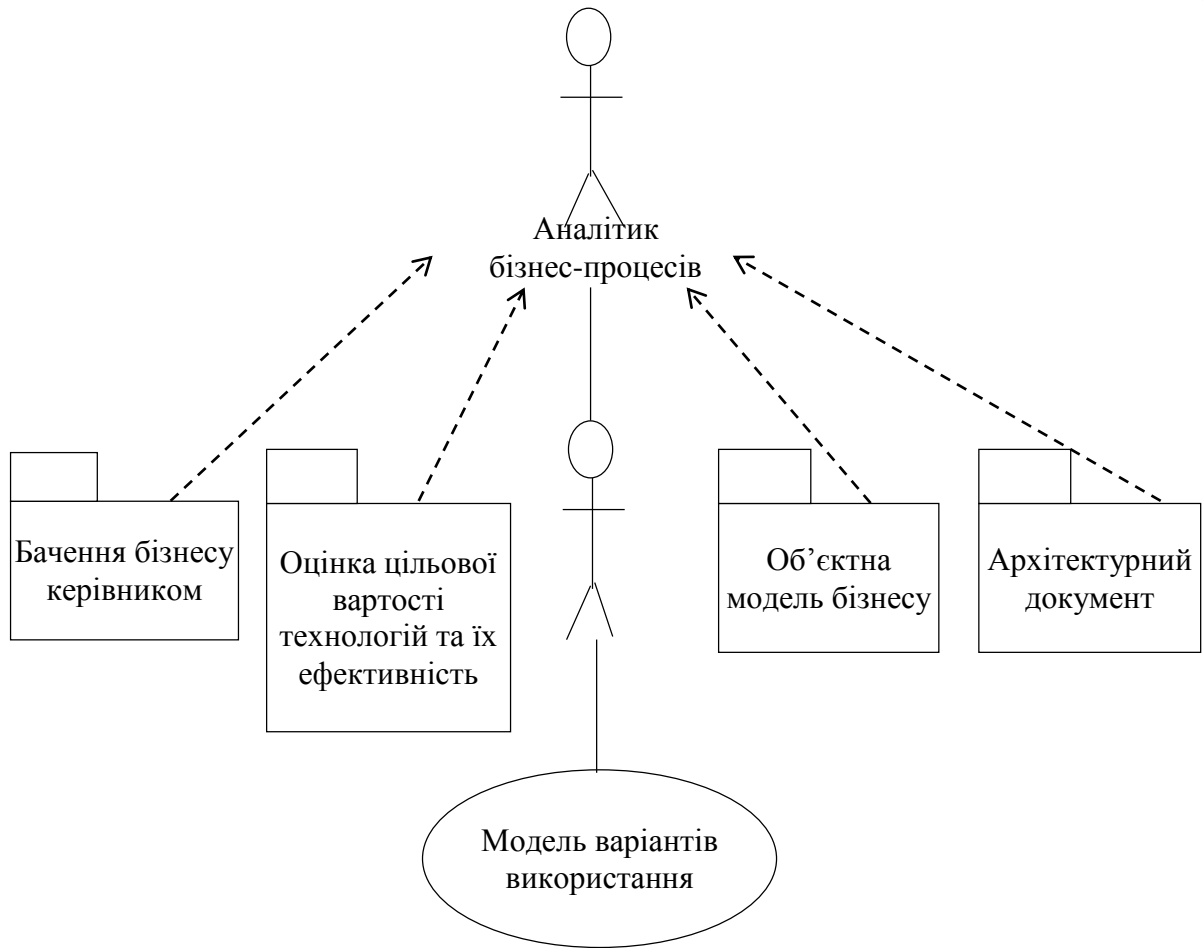 Аналітик
бізнес-процесів
Бачення бізнесу
керівником
Оцінка цільової
вартості
технологій та їх
ефективність
Об’єктна
модель бізнесу
Архітектурний
документ
Модель варіантів
використання